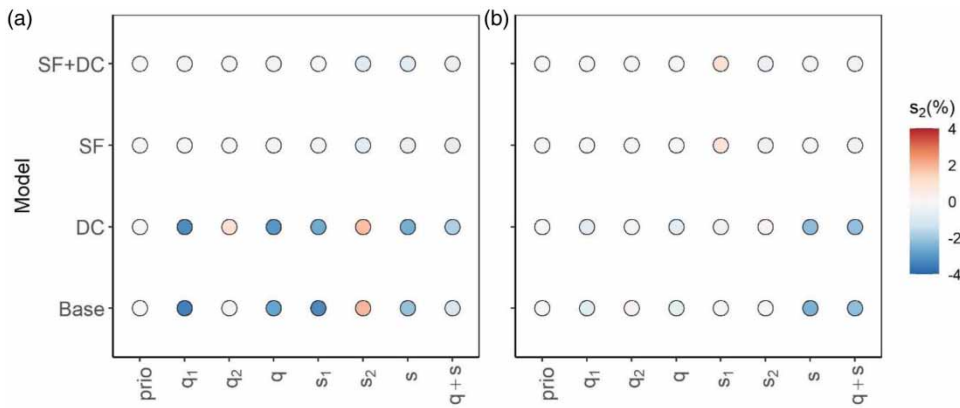 (a)
(b)
Model
SF+DC
SF
DC
Base
prio q₁ q₂ q s₁ s₂ s q + s
prio q₁ q₂ q s₁ s₂ s q + s
s₂(%)
4
2
0
-2
-4